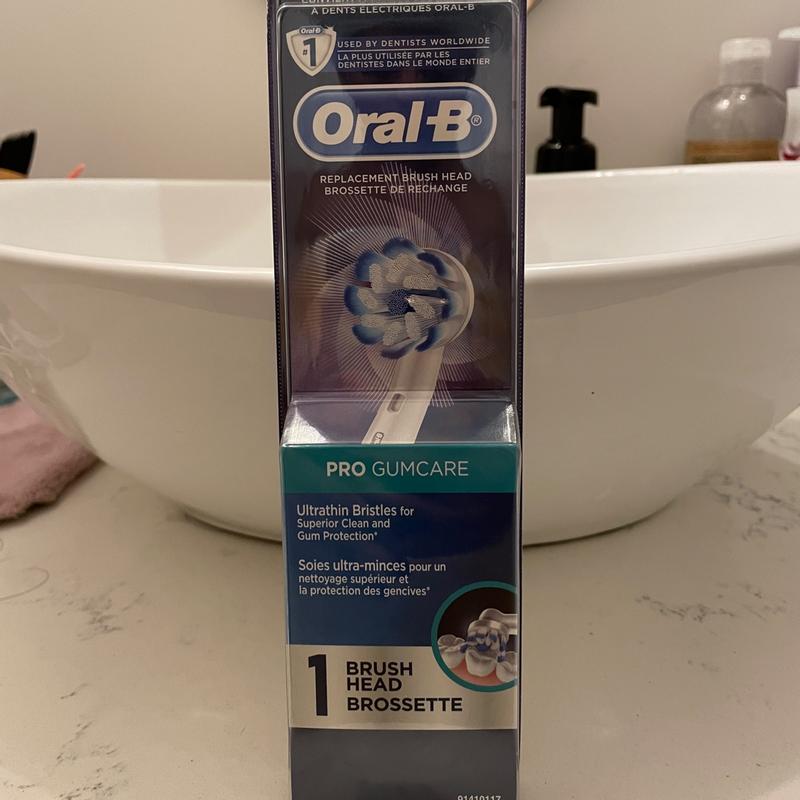 À DENTS ÉLECTRIQUES ORAL-B
Oral-B
#1
USED BY DENTISTS WORLDWIDE
LA PLUS UTILISÉE PAR LES
DENTISTES DANS LE MONDE ENTIER
Oral-B®
REPLACEMENT BRUSH HEAD
BROSSETTE DE RECHANGE
PRO GUMCARE
Ultrathin Bristles for
Superior Clean and
Gum Protection*
Soies ultra-minces pour un
nettoyage supérieur et
la protection des gencives*
1 BRUSH
HEAD
BROSSETTE
91410117